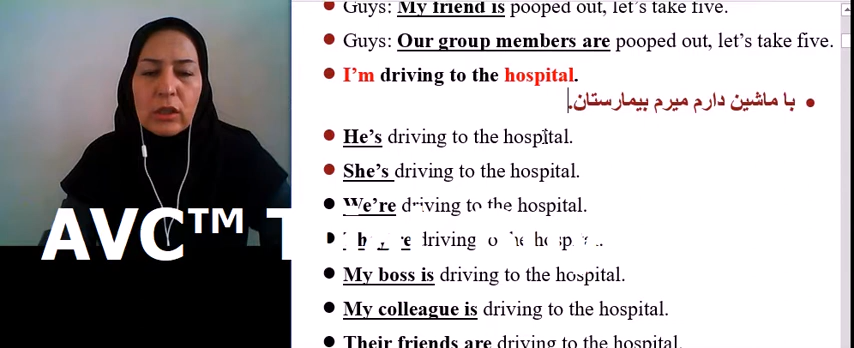 Guys: My friend is pooped out, let's take five.
Guys: Our group members are pooped out, let's take five.
I'm driving to the hospital.
با ماشین دارم میرم بیمارستان.
He's driving to the hospital.
She's driving to the hospital.
We're driving to the hospital.
driving
My boss is driving to the hospital.
My colleague is driving to the hospital.
Their friends are driving to the hospital.
AVC™ T